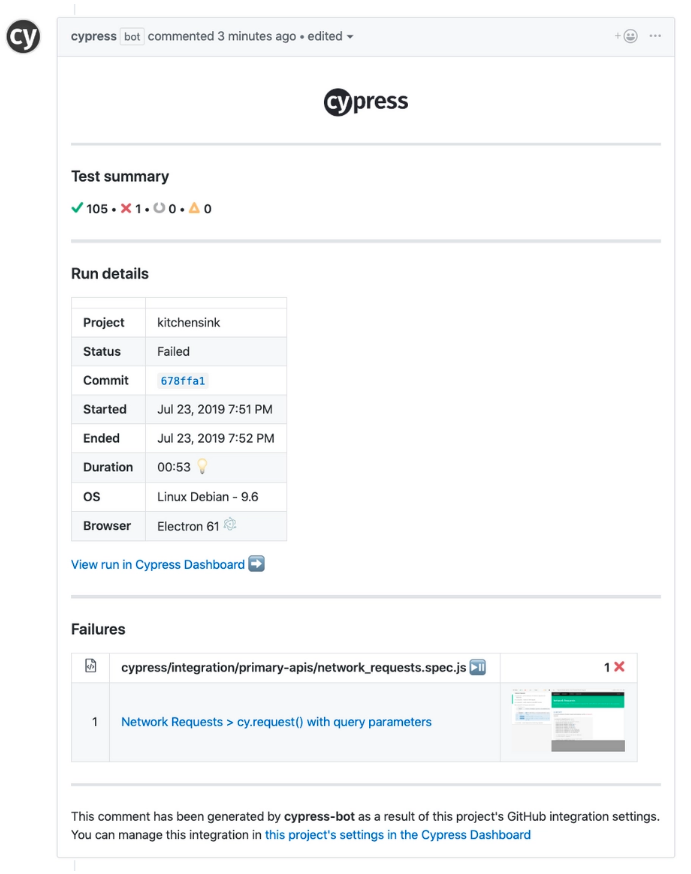 cy
cypress bot commented 3 minutes ago • edited
cypress
Test summary
105 • 1 • 0 • 0
Run details
Project kitchensink
Status Failed
Commit 678ffa1
Started Jul 23, 2019 7:51 PM
Ended Jul 23, 2019 7:52 PM
Duration 00:53
OS Linux Debian - 9.6
Browser Electron 61
View run in Cypress Dashboard
Failures
cypress/integration/primary-apis/network_requests.spec.js 1
1 Network Requests > cy.request() with query parameters
This comment has been generated by cypress-bot as a result of this project's GitHub integration settings.
You can manage this integration in this project's settings in the Cypress Dashboard